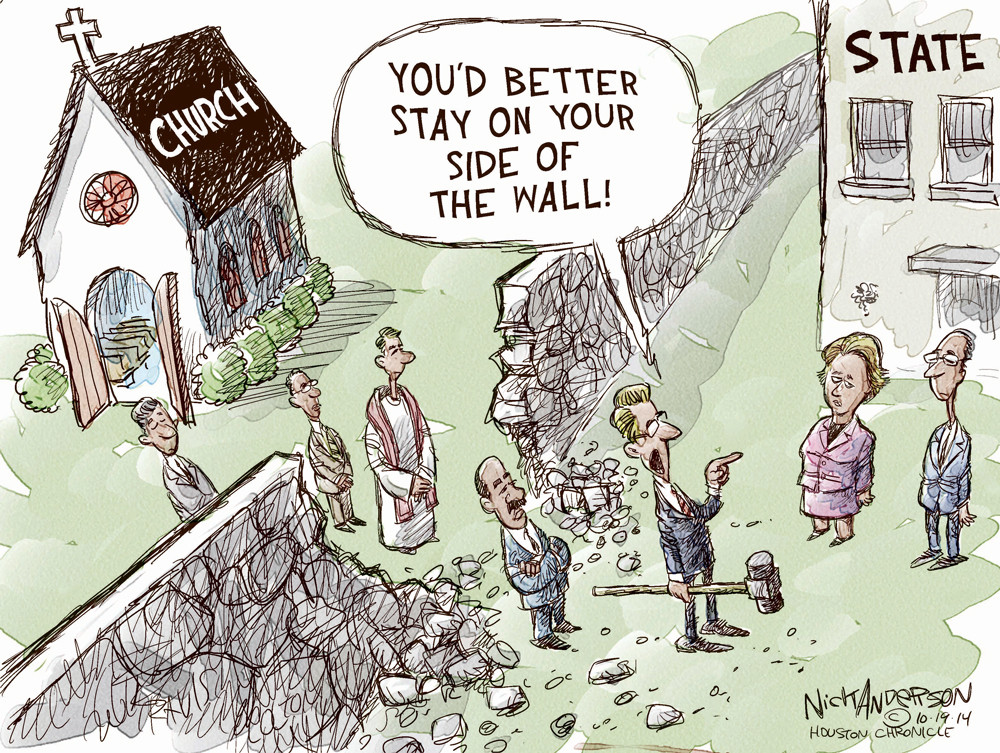 CHURCH
YOU'D BETTER
STAY ON YOUR
SIDE OF
THE WALL!
STATE
NICK ANDERSON
© 10-19-14
HOUSTON CHRONICLE